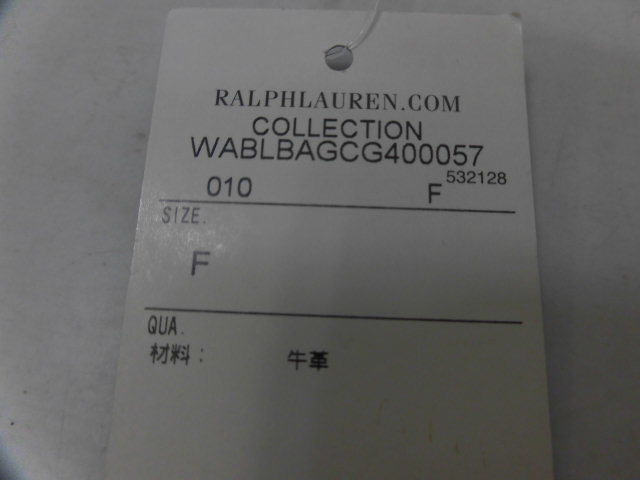 RALPHLAUREN.COM
COLLECTION
WABLBAGCG400057
532128
010 F
SIZE.
F
QUA.
材料： 牛革